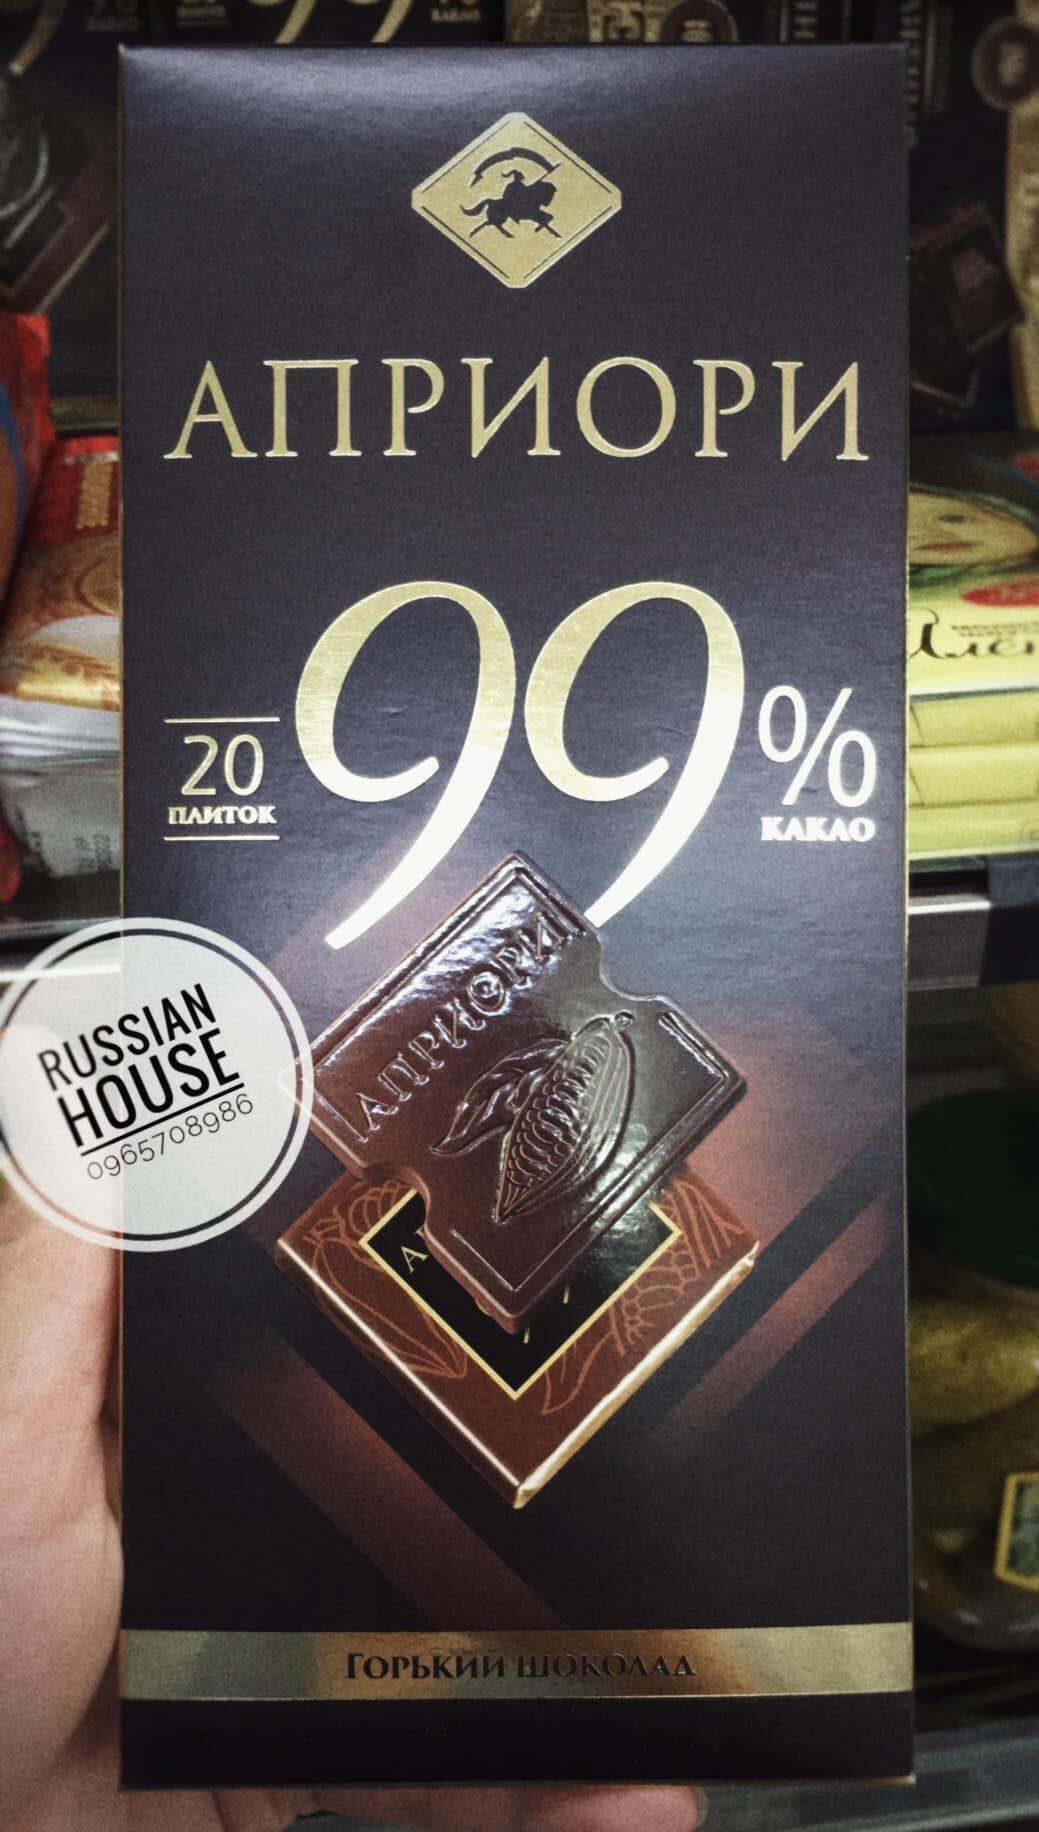 АПРИОРИ
99%
20
ПЛИТОК
КАКАО
АПРИОРИ
RUSSIAN
HOUSE
0965708986
ГОРЬКИЙ ШОКОЛАД